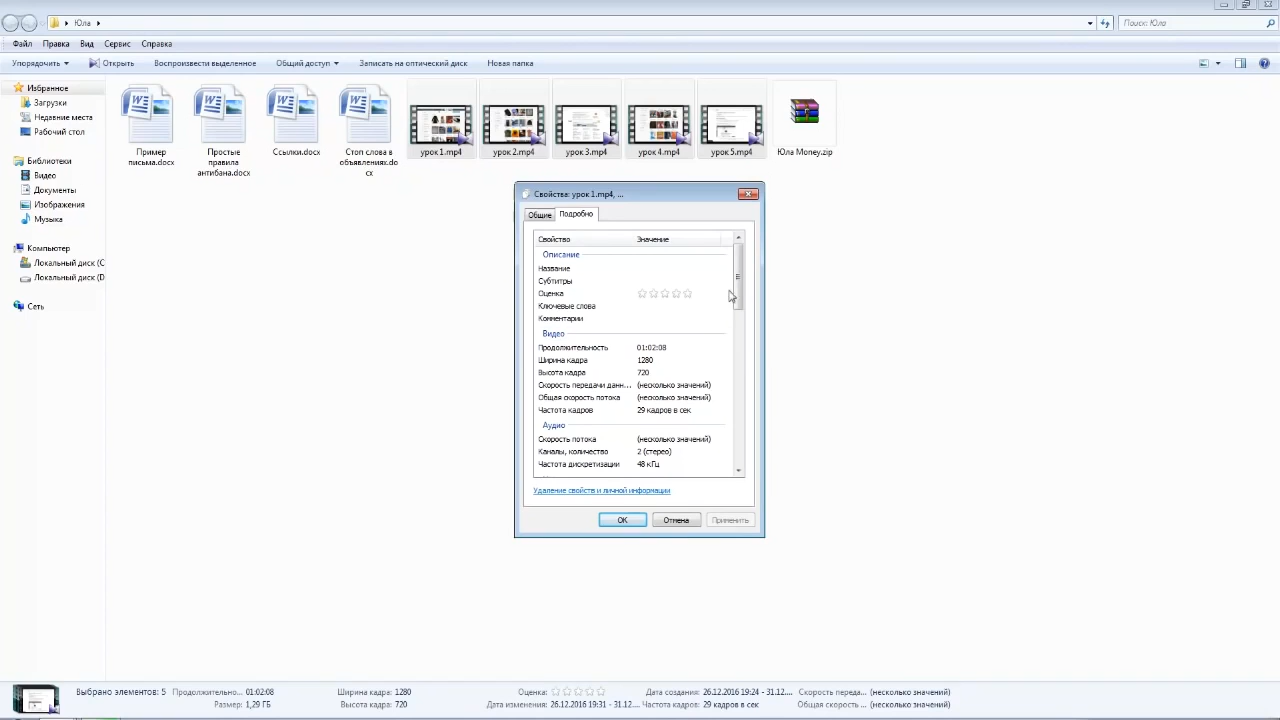 Юла
Поиск: Юла
Файл Правка Вид Сервис Справка
Упорядочить Открыть Воспроизвести выделенное Общий доступ Записать на оптический диск Новая папка
Избранное
Загрузки
Недавние места
Рабочий стол
Библиотеки
Видео
Документы
Изображения
Музыка
Компьютер
Локальный диск (C
Локальный диск (D
Сеть
Пример
письма.docx
Простые
правила
антибана.docx
Ссылки.docx
Стоп слова в
объявлениях.do
cx
урок 1.mp4
урок 2.mp4
урок 3.mp4
урок 4.mp4
урок 5.mp4
Юла Money.zip
Свойства: урок 1.mp4, ...
Общие Подробно
Свойство Значение
Описание
Название
Субтитры
Оценка
Ключевые слова
Комментарии
Видео
Продолжительность 01:02:08
Ширина кадра 1280
Высота кадра 720
Скорость передачи данн... (несколько значений)
Общая скорость потока (несколько значений)
Частота кадров 29 кадров в сек
Аудио
Скорость потока (несколько значений)
Каналы, количество 2 (стерео)
Частота дискретизации 48 кГц
Удаление свойств и личной информации
ОК Отмена Применить
Выбрано элементов: 5 Продолжительно... 01:02:08 Ширина кадра: 1280 Оценка: Дата создания: 26.12.2016 19:24 - 31.12.... Скорость переда... (несколько значений)
Размер: 1,29 ГБ Высота кадра: 720 Дата изменения: 26.12.2016 19:31 - 31.12.... Частота кадров: 29 кадров в сек Общая скорость ... (несколько значений)